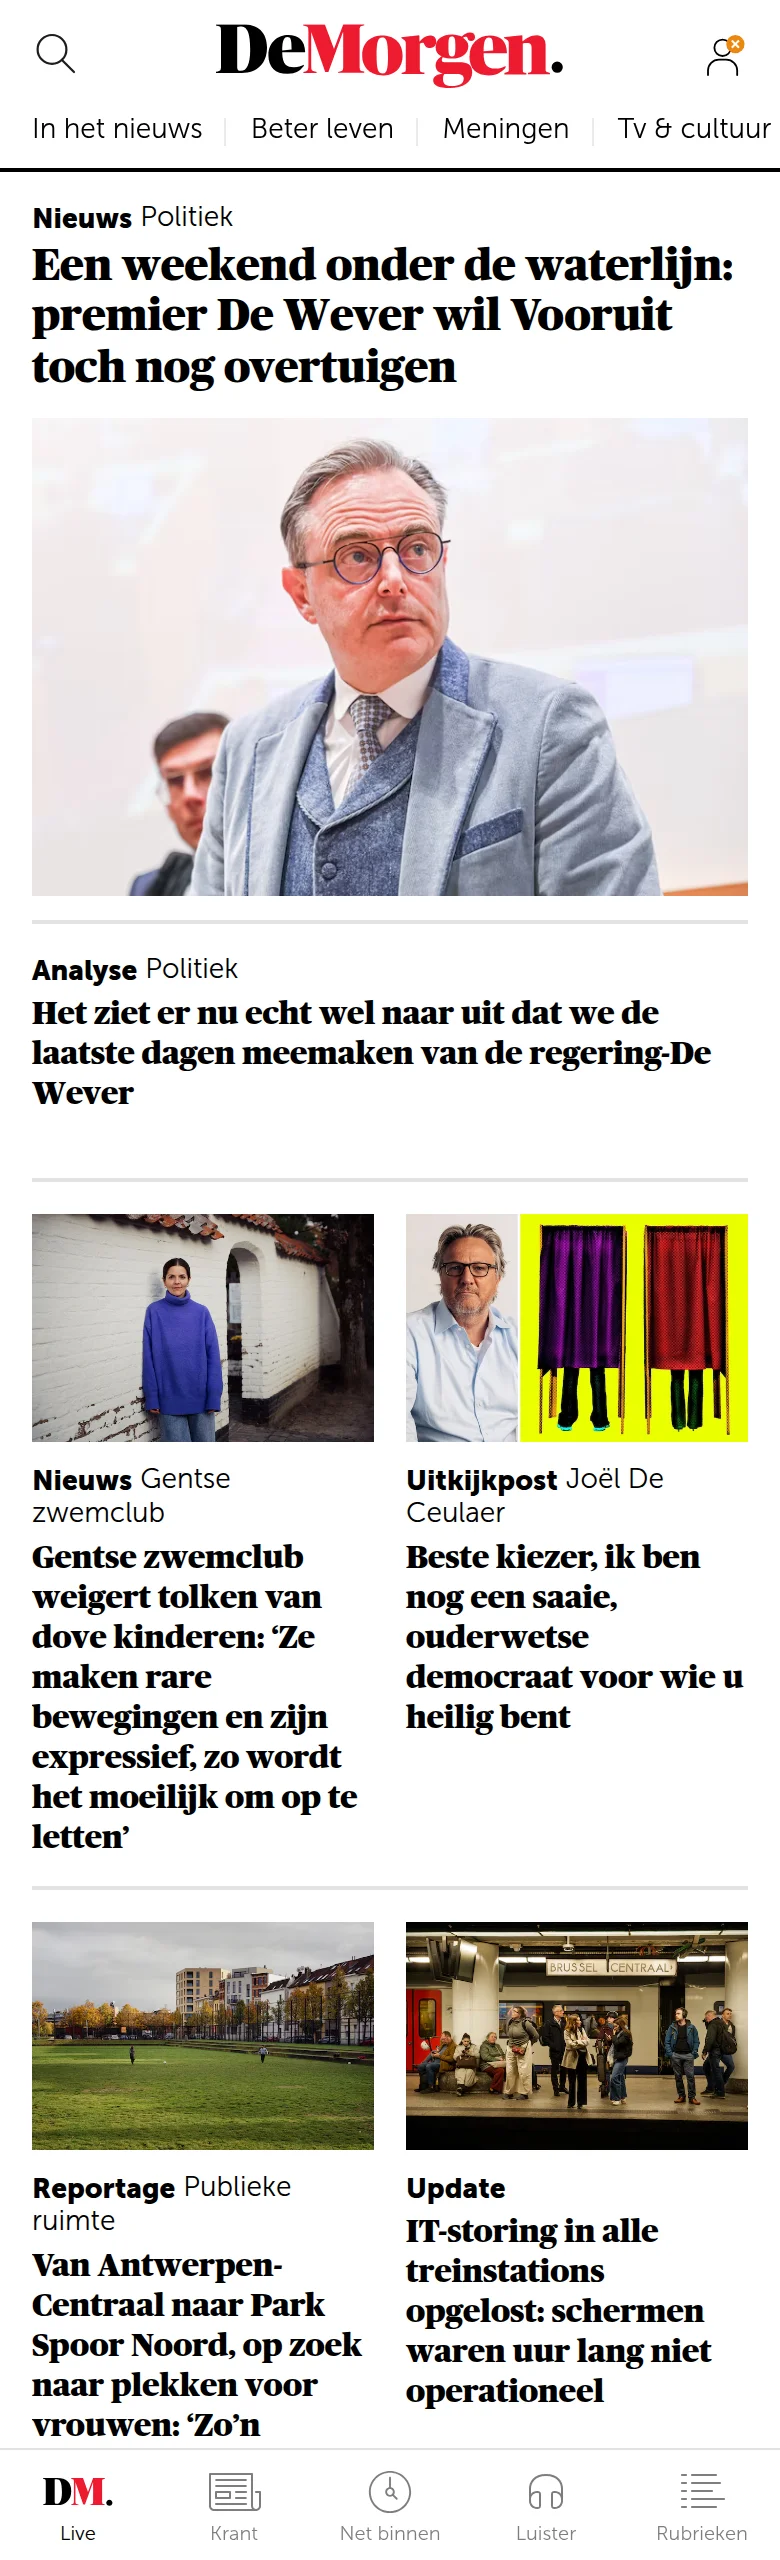 DeMorgen.
In het nieuws
Beter leven
Meningen
Tv & cultuur
Nieuws Politiek
Een weekend onder de waterlijn:
premier De Wever wil Vooruit
toch nog overtuigen
Analyse Politiek
Het ziet er nu echt wel naar uit dat we de
laatste dagen meemaken van de regering-De
Wever
Nieuws Gentse
zwemclub
Gentse zwemclub
weigert tolken van
dove kinderen: ‘Ze
maken rare
bewegingen en zijn
expressief, zo wordt
het moeilijk om op te
letten’
Uitkijkpost Joël De
Ceulaer
Beste kiezer, ik ben
nog een saaie,
ouderwetse
democraat voor wie u
heilig bent
BRUSSEL CENTRAAL
Reportage Publieke
ruimte
Van Antwerpen-
Centraal naar Park
Spoor Noord, op zoek
naar plekken voor
vrouwen: ‘Zo’n
Update
IT-storing in alle
treinstations
opgelost: schermen
waren uur lang niet
operationeel
DM.
Live
Krant
Net binnen
Luister
Rubrieken